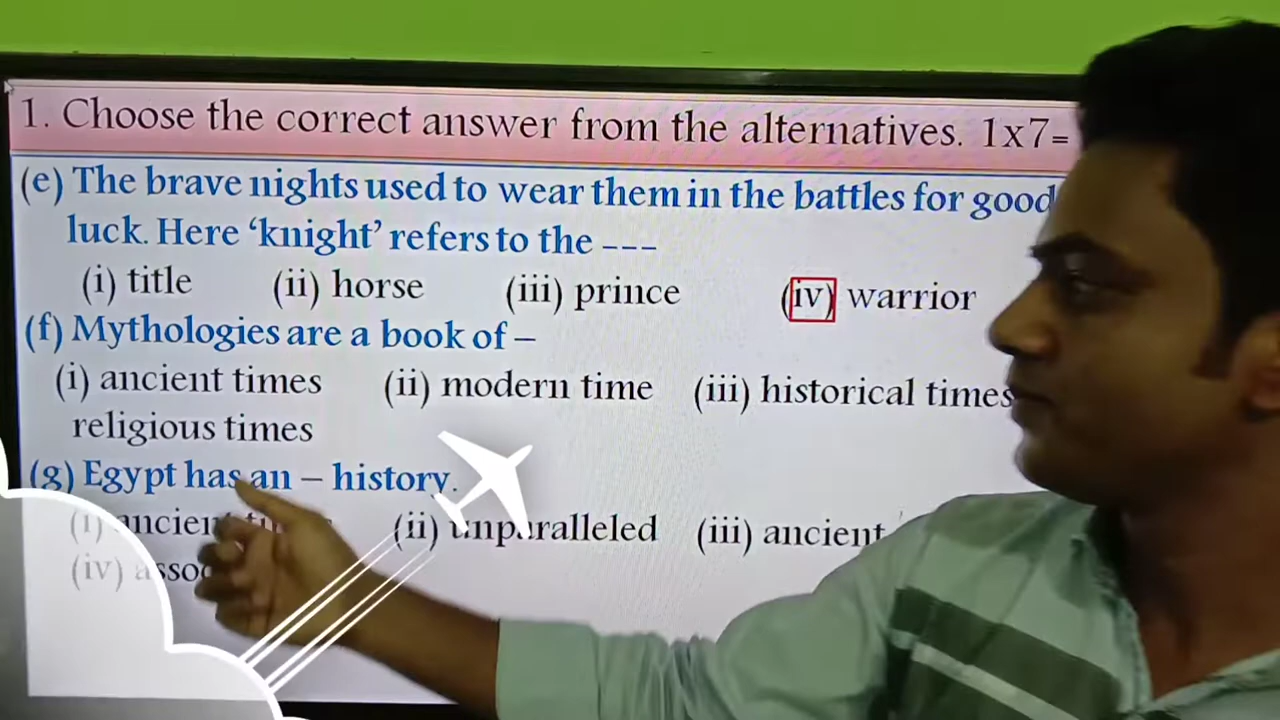 1. Choose the correct answer from the alternatives. 1x7=
(e) The brave nights used to wear them in the battles for good
luck. Here ‘knight’ refers to the ---
(i) title (ii) horse (iii) prince (iv) warrior
(f) Mythologies are a book of –
(i) ancient times (ii) modern time (iii) historical times
religious times
(g) Egypt has an – history.
(i) (ii) unparalleled (iii) ancient
(iv)